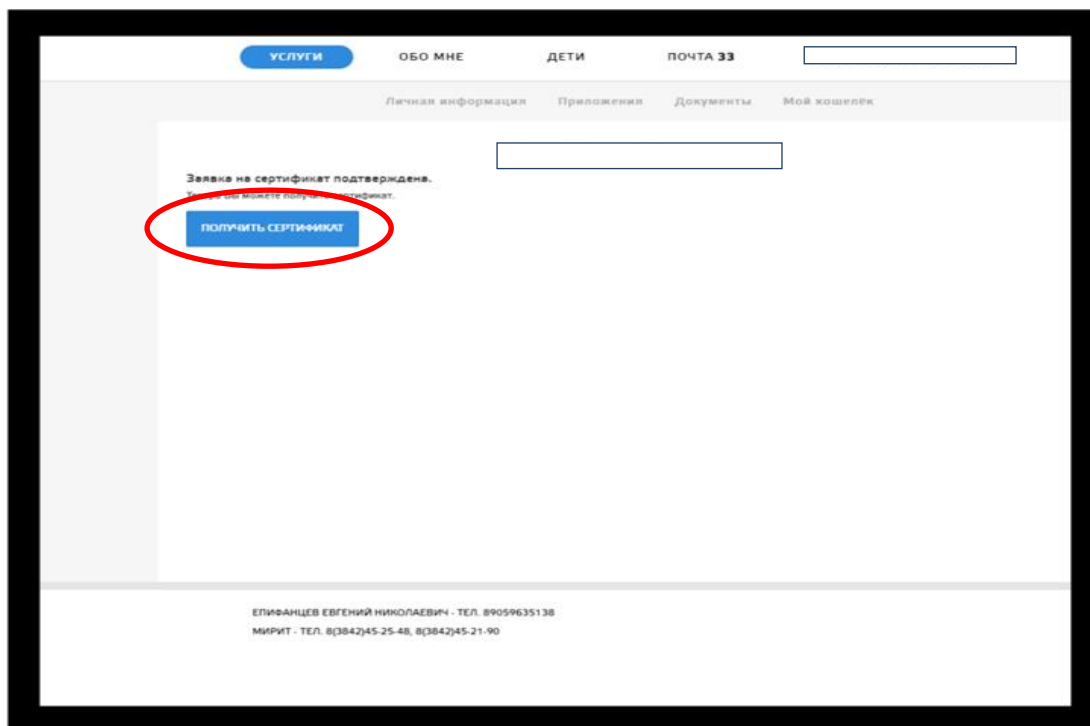 УСЛУГИ ОБО МНЕ ДЕТИ ПОЧТА 33
Личная информация Приложения Документы Мой кошелёк
Заявка на сертификат подтверждена.
Теперь Вы можете получить сертификат.
ПОЛУЧИТЬ СЕРТИФИКАТ
ЕПИФАНЦЕВ ЕВГЕНИЙ НИКОЛАЕВИЧ - ТЕЛ. 89059635138
МИРИТ - ТЕЛ. 8(3842)45-25-48, 8(3842)45-21-90